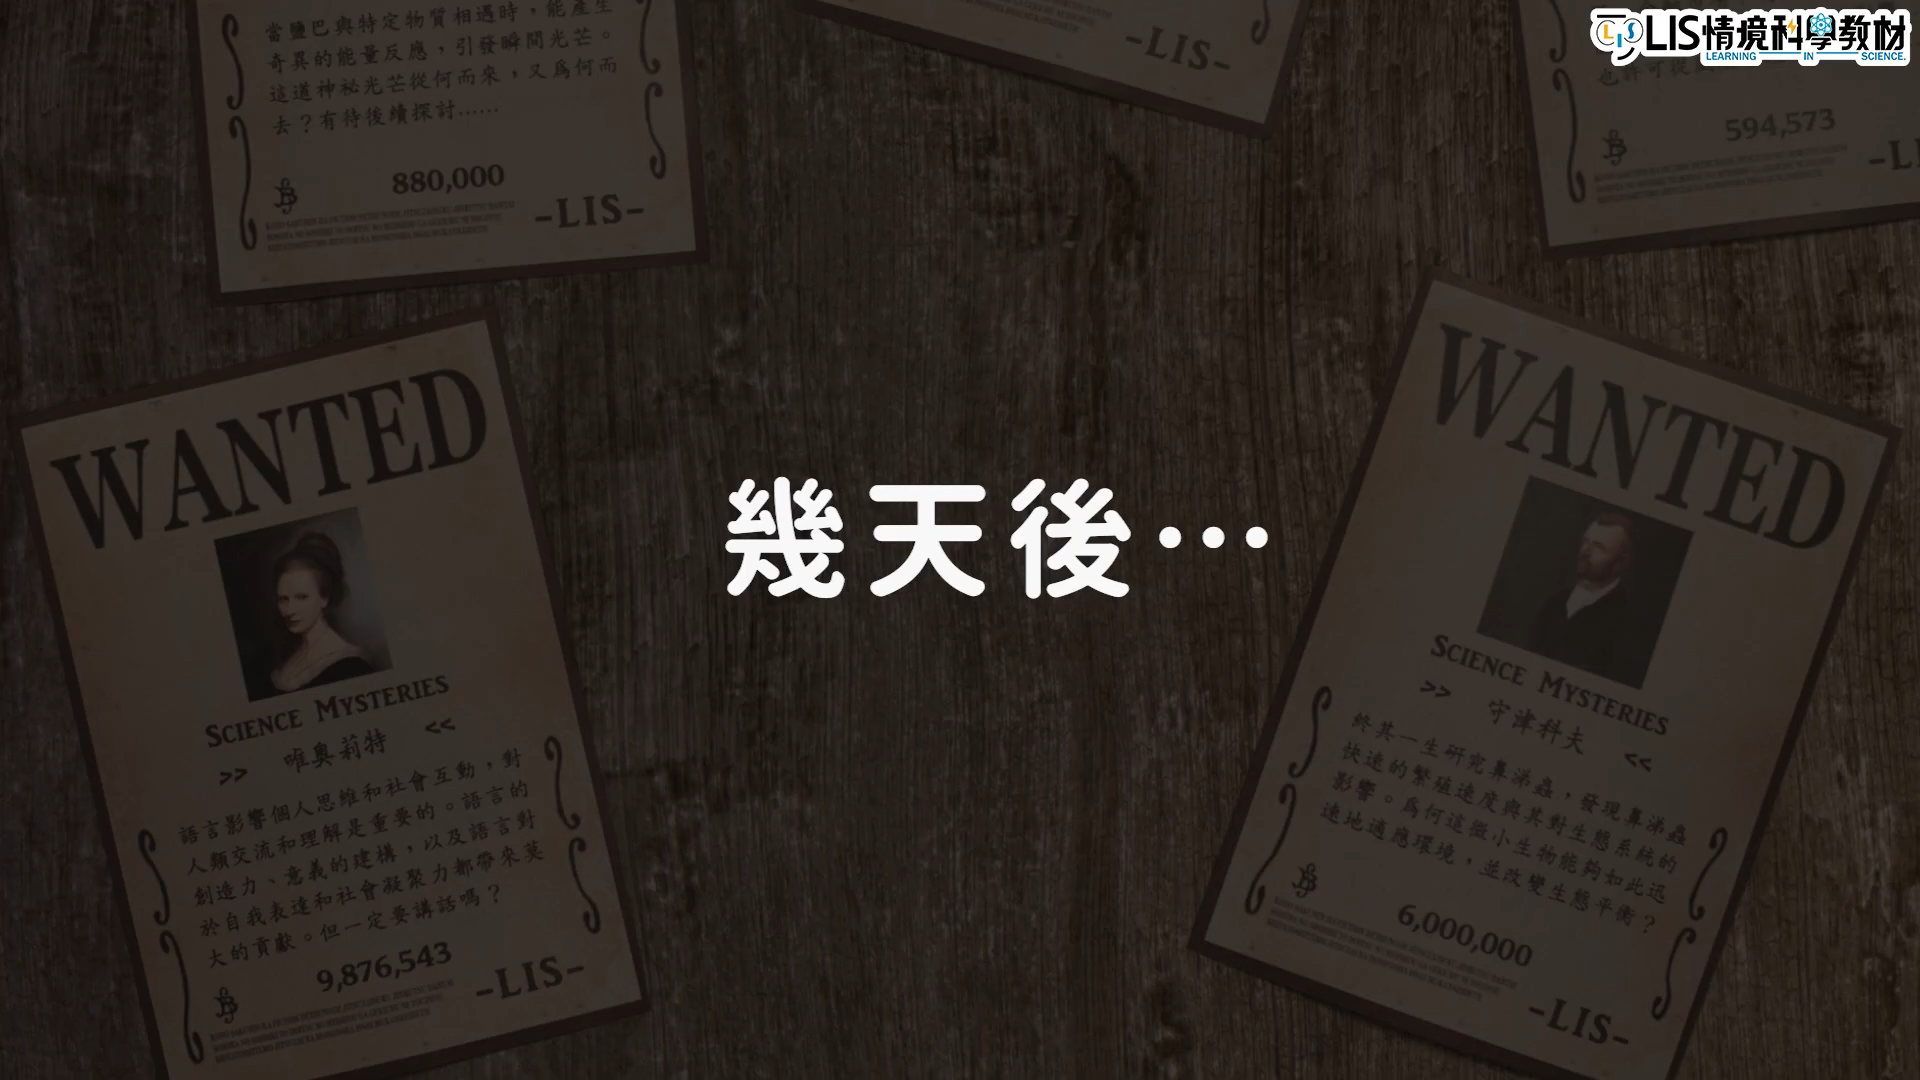 當鹽巴與特定物質相遇時，能產生
奇異的能量反應，引發瞬間光芒。
這道神祕光芒從何而來，又為何而
去？有待後續探討……
880,000
-LIS-
-LIS-
LIS情境科學教材
LEARNING IN SCIENCE.
594,573
幾天後…
WANTED
SCIENCE MYSTERIES
>> 唯奧莉特 <<
語言影響個人思維和社會互動，對
人類交流和理解是重要的。語言的
創造力、意義的建構，以及語言對
於自我表達和社會凝聚力都帶來莫
大的貢獻。但一定要講話嗎？
9,876,543
-LIS-
WANTED
SCIENCE MYSTERIES
>> 守津科夫 <<
終其一生研究鼻涕蟲，發現鼻涕蟲
快速的繁殖速度與其對生態系統的
影響。為何這微小生物能夠如此迅
速地適應環境，並改變生態平衡？
6,000,000
-LIS-